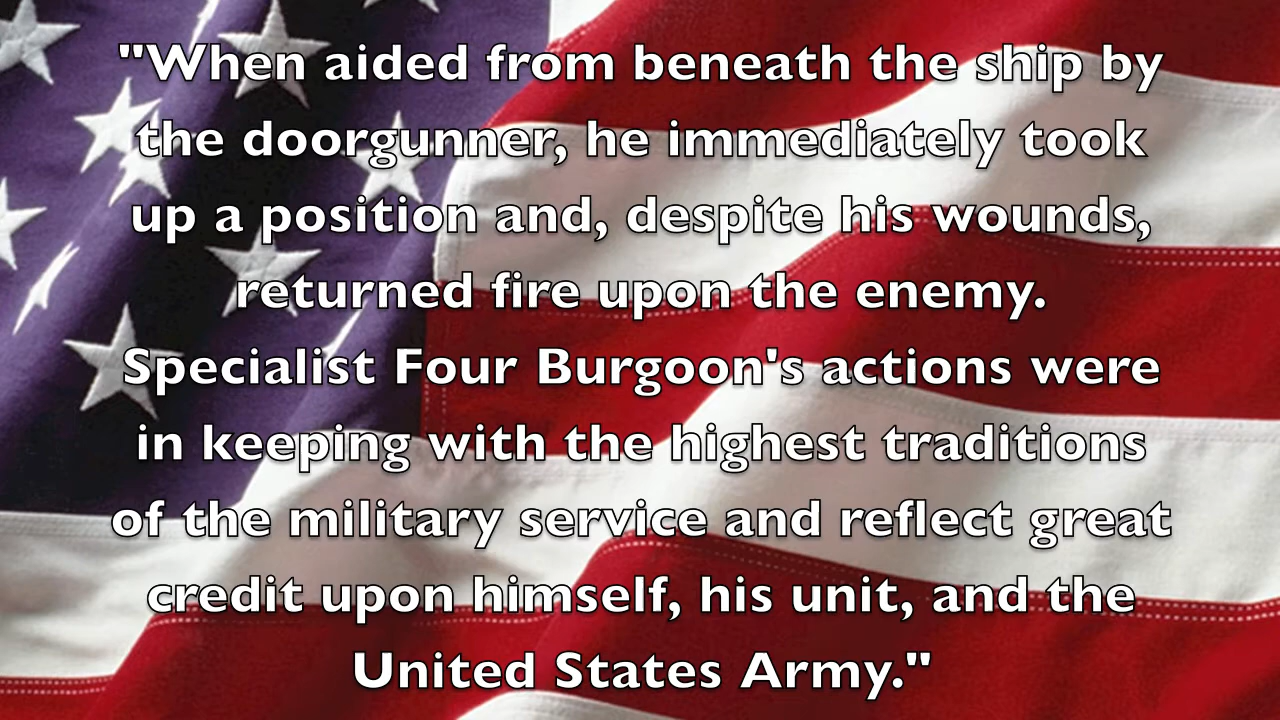 "When aided from beneath the ship by
the doorgunner, he immediately took
up a position and, despite his wounds,
returned fire upon the enemy.
Specialist Four Burgoon's actions were
in keeping with the highest traditions
of the military service and reflect great
credit upon himself, his unit, and the
United States Army."